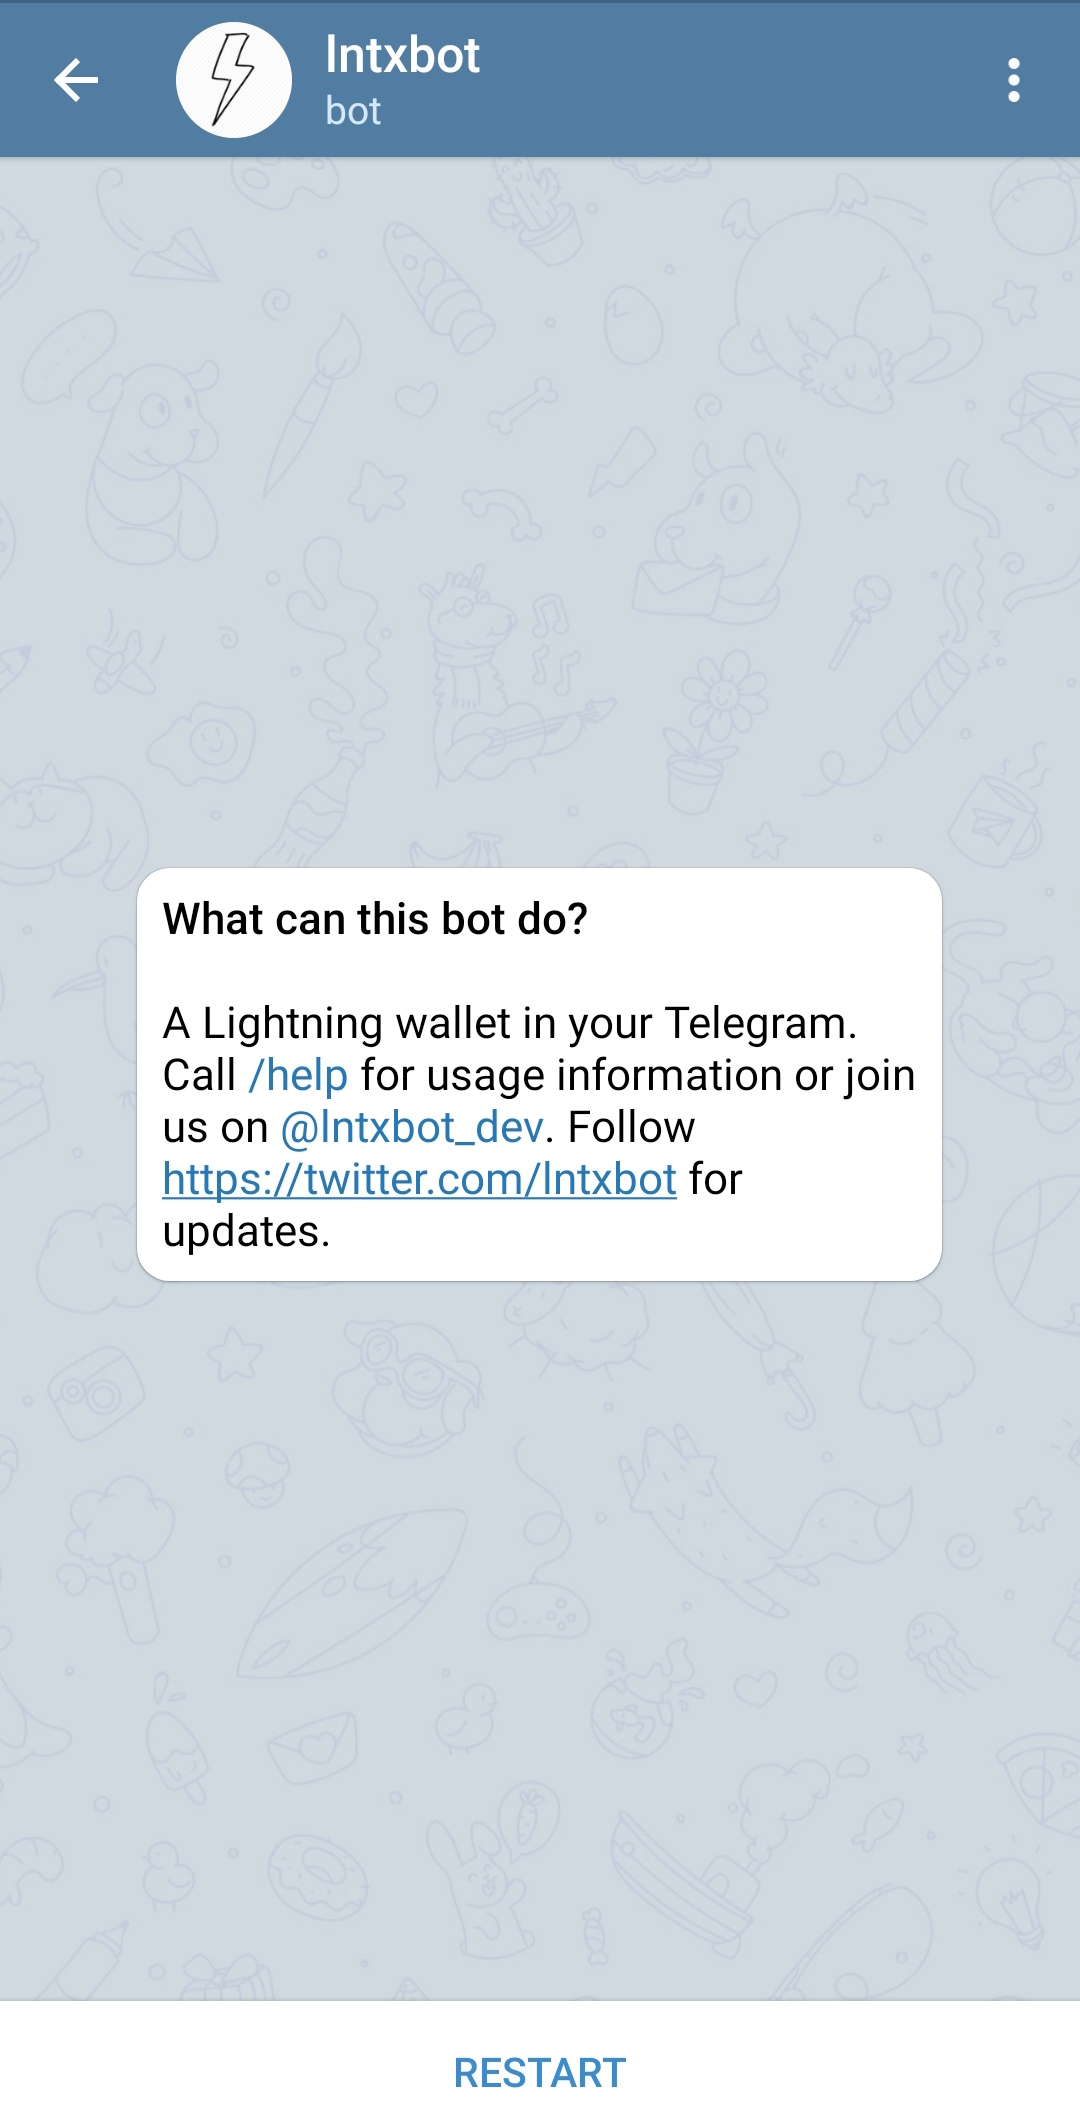 lntxbot
bot
What can this bot do?
A Lightning wallet in your Telegram.
Call /help for usage information or join
us on @lntxbot_dev. Follow
https://twitter.com/lntxbot for
updates.
RESTART